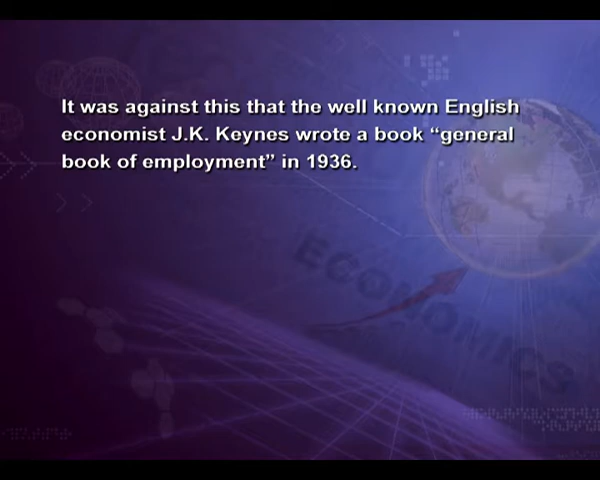 It was against this that the well known English
economist J.K. Keynes wrote a book “general
book of employment” in 1936.
ECONOMICS